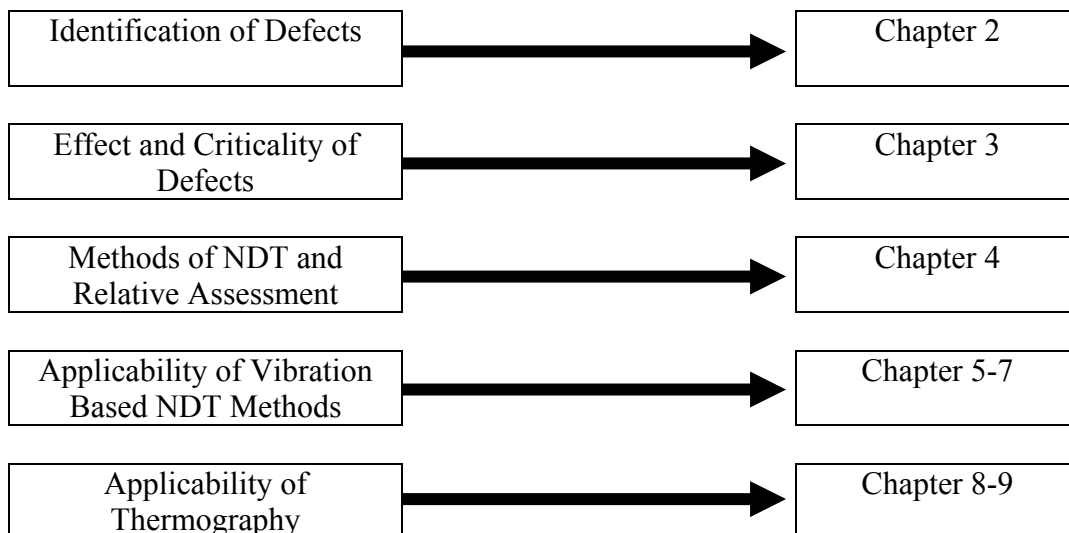 Identification of Defects
Chapter 2
Effect and Criticality of
Defects
Chapter 3
Methods of NDT and
Relative Assessment
Chapter 4
Applicability of Vibration
Based NDT Methods
Chapter 5-7
Applicability of
Thermography
Chapter 8-9